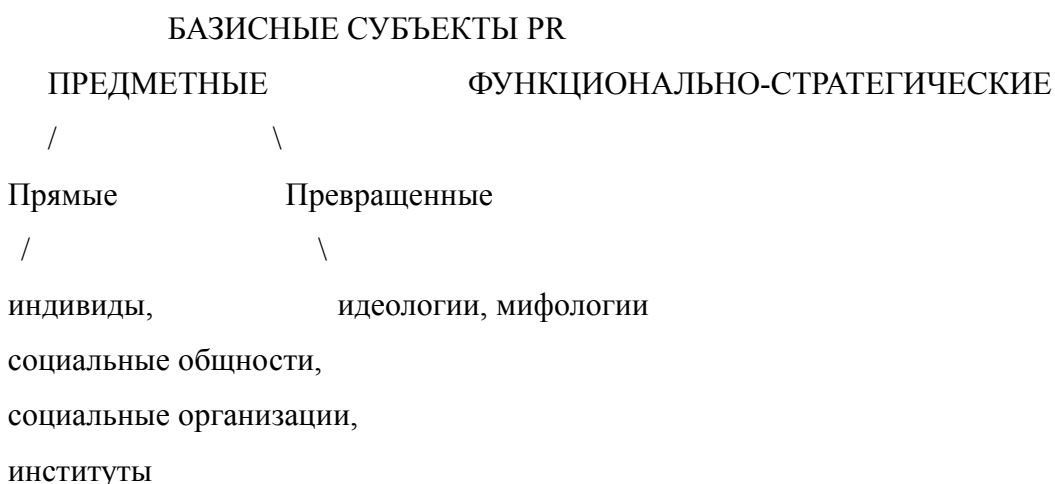 БАЗИСНЫЕ СУБЪЕКТЫ PR
ПРЕДМЕТНЫЕ ФУНКЦИОНАЛЬНО-СТРАТЕГИЧЕСКИЕ
/ \
Прямые Превращенные
/ \
индивиды, идеологии, мифологии
социальные общности,
социальные организации,
институты